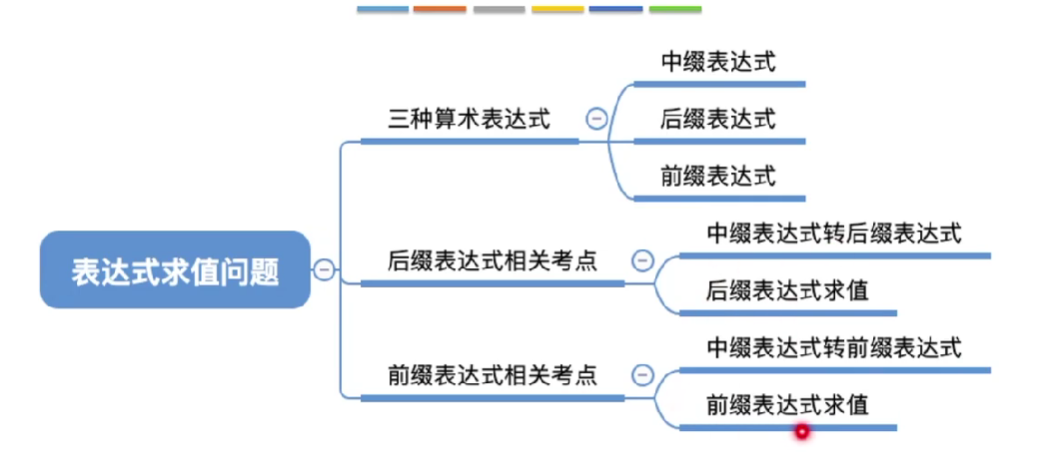 表达式求值问题
三种算术表达式
中缀表达式
后缀表达式
前缀表达式
后缀表达式相关考点
中缀表达式转后缀表达式
后缀表达式求值
前缀表达式相关考点
中缀表达式转前缀表达式
前缀表达式求值